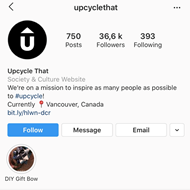 upcyclethat
750 36,6 k 393
Posts Followers Following
Upcycle That
Society & Culture Website
We're on a mission to inspire as many people as possible
to #upcycle!
Currently 📍 Vancouver, Canada
bit.ly/hlwn-dcr
Follow Message Email
DIY Gift Bow